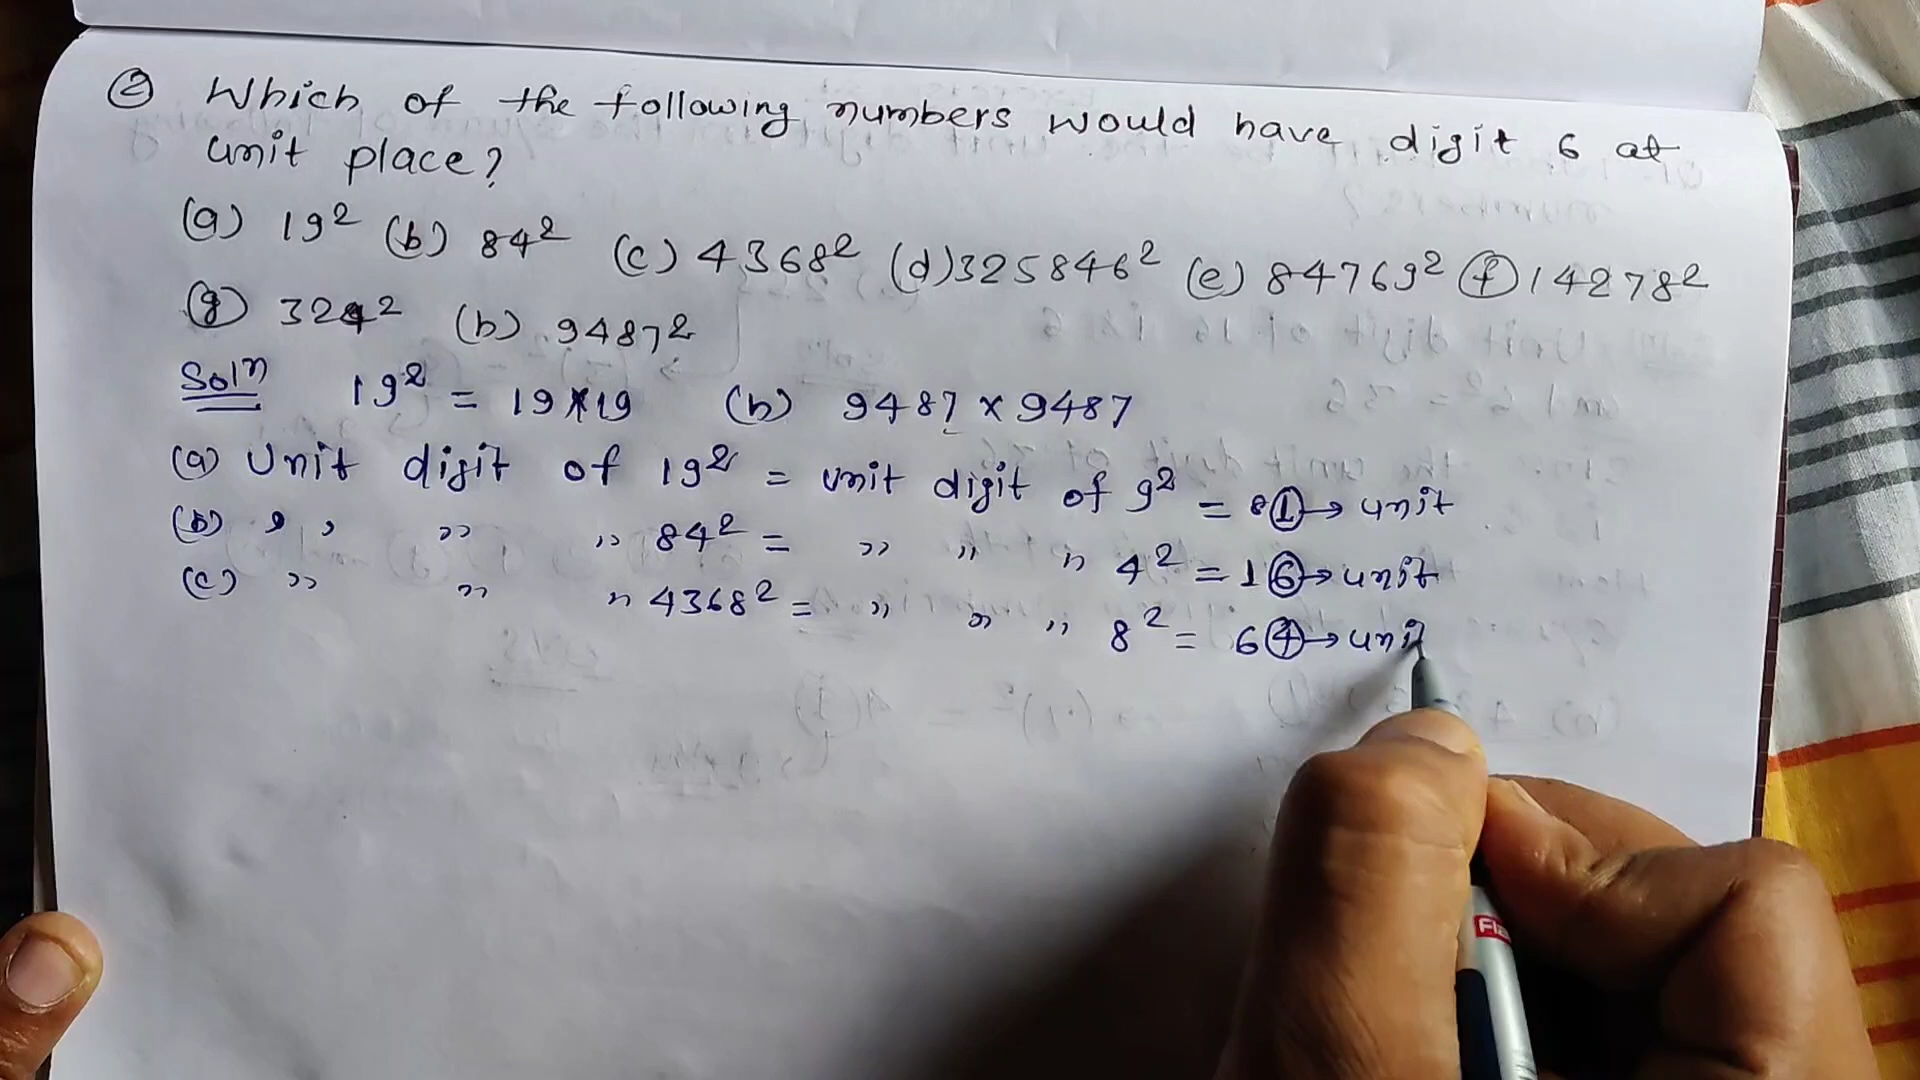 ② Which of the following numbers would have digit 6 at
unit place?
(a) 19² (b) 84² (c) 4368² (d) 325846² (e) 84769² (f) 14278²
(g) 324² (h) 9487²
Solⁿ 19² = 19×19 (h) 9487 × 9487
(a) Unit digit of 19² = unit digit of 9² = 8① → unit
(b) ,, ,, ,, 84² = ,, ,, ,, 4² = 1⑥ → unit
(c) ,, ,, ,, 4368² = ,, ,, ,, 8² = 6④ → unit